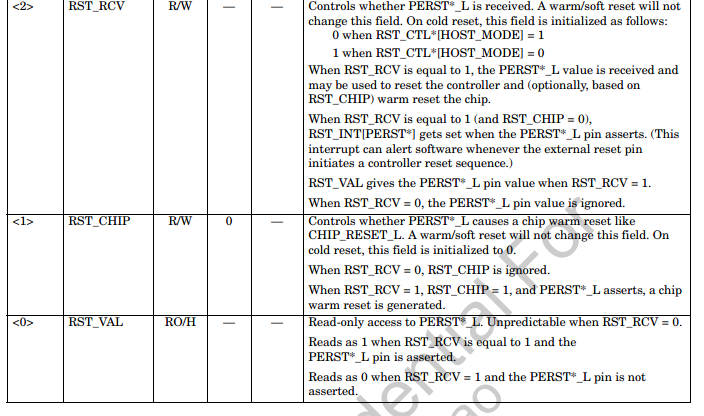 <2> RST_RCV R/W — — Controls whether PERST*_L is received. A warm/soft reset will not
change this field. On cold reset, this field is initialized as follows:
0 when RST_CTL*[HOST_MODE] = 1
1 when RST_CTL*[HOST_MODE] = 0
When RST_RCV is equal to 1, the PERST*_L value is received and
may be used to reset the controller and (optionally, based on
RST_CHIP) warm reset the chip.
When RST_RCV is equal to 1 (and RST_CHIP = 0),
RST_INT[PERST*] gets set when the PERST*_L pin asserts. (This
interrupt can alert software whenever the external reset pin
initiates a controller reset sequence.)
RST_VAL gives the PERST*_L pin value when RST_RCV = 1.
When RST_RCV = 0, the PERST*_L pin value is ignored.
<1> RST_CHIP R/W 0 — Controls whether PERST*_L causes a chip warm reset like
CHIP_RESET_L. A warm/soft reset will not change this field. On
cold reset, this field is initialized to 0.
When RST_RCV = 0, RST_CHIP is ignored.
When RST_RCV = 1, RST_CHIP = 1, and PERST*_L asserts, a chip
warm reset is generated.
<0> RST_VAL RO/H — — Read-only access to PERST*_L. Unpredictable when RST_RCV = 0.
Reads as 1 when RST_RCV is equal to 1 and the
PERST*_L pin is asserted.
Reads as 0 when RST_RCV = 1 and the PERST*_L pin is not
asserted.
dential For
ao